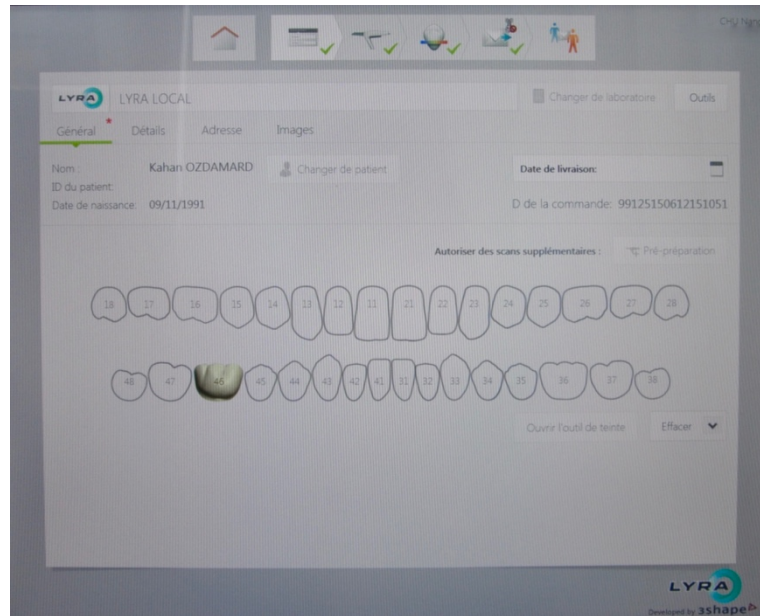 CHU
LYRA LYRA LOCAL Changer de laboratoire Outils
Général * Détails Adresse Images
Nom : Kahan OZDAMARD Changer de patient Date de livraison:
ID du patient:
Date de naissance: 09/11/1991 D de la commande: 99125150612151051
Autoriser des scans supplémentaires : Pré-préparation
18 17 16 15 14 13 12 11 21 22 23 24 25 26 27 28
48 47 46 45 44 43 42 41 31 32 33 34 35 36 37 38
Ouvrir l'outil de teinte Effacer
LYRA
Developed by 3shape